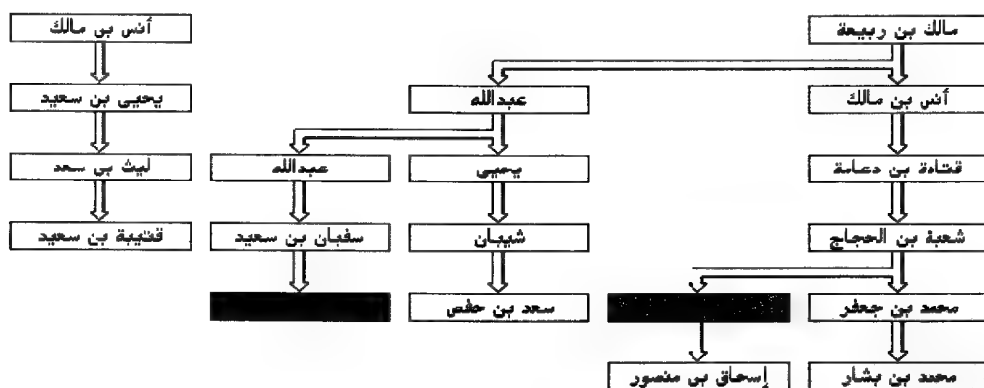 مالك بن ربيعة
أنس بن مالك
عبدالله
أنس بن مالك
يحيى بن سعيد
قتادة بن دعامة
يحيى
عبدالله
ليث بن سعد
شعبة بن الحجاج
شيبان
سفيان بن سعيد
قتيبة بن سعيد
محمد بن جعفر
سعد بن حفص
محمد بن بشار
إسحاق بن منصور